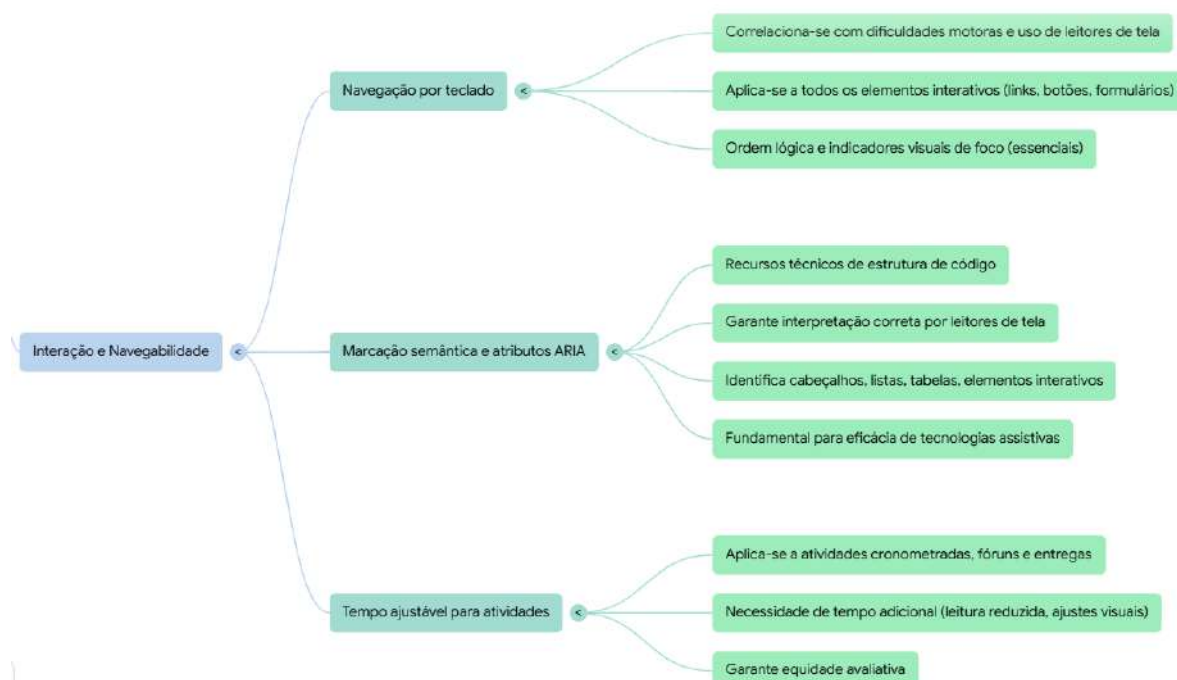 Interação e Navegabilidade
Navegação por teclado
Correlaciona-se com dificuldades motoras e uso de leitores de tela
Aplica-se a todos os elementos interativos (links, botões, formulários)
Ordem lógica e indicadores visuais de foco (essenciais)
Marcação semântica e atributos ARIA
Recursos técnicos de estrutura de código
Garante interpretação correta por leitores de tela
Identifica cabeçalhos, listas, tabelas, elementos interativos
Fundamental para eficácia de tecnologias assistivas
Tempo ajustável para atividades
Aplica-se a atividades cronometradas, fóruns e entregas
Necessidade de tempo adicional (leitura reduzida, ajustes visuais)
Garante equidade avaliativa